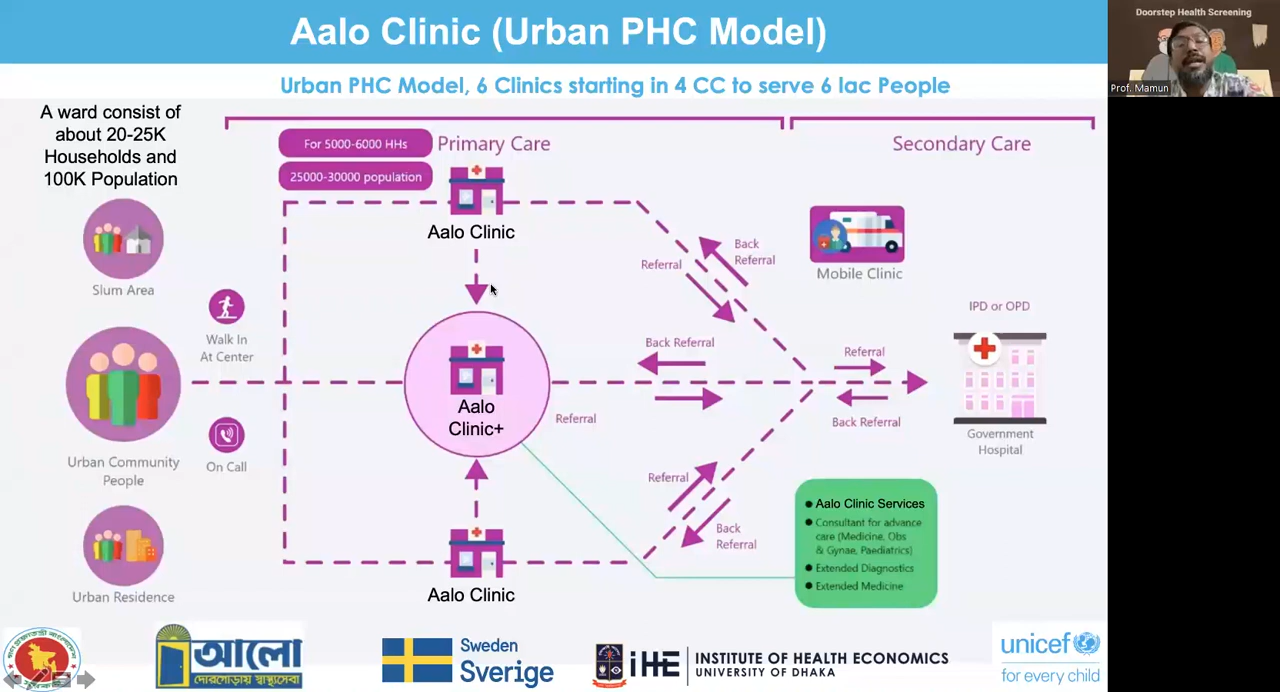 Aalo Clinic (Urban PHC Model)
Doorstep Health Screening
Prof. Mamun
Urban PHC Model, 6 Clinics starting in 4 CC to serve 6 lac People
A ward consist of
about 20-25K
Households and
100K Population
For 5000-6000 HHs
25000-30000 population
Primary Care
Secondary Care
Aalo Clinic
Slum Area
Walk In
At Center
Urban Community
People
On Call
Urban Residence
Aalo
Clinic+
Aalo Clinic
Referral
Back
Referral
Back Referral
Referral
Referral
Back
Referral
Mobile Clinic
IPD or OPD
Referral
Back Referral
Government
Hospital
● Aalo Clinic Services
● Consultant for advance
care (Medicine, Obs
& Gynae, Paediatrics)
● Extended Diagnostics
● Extended Medicine
আলো
দোরগোড়ায় স্বাস্থ্যসেবা
Sweden
Sverige
iHE
INSTITUTE OF HEALTH ECONOMICS
UNIVERSITY OF DHAKA
unicef
for every child